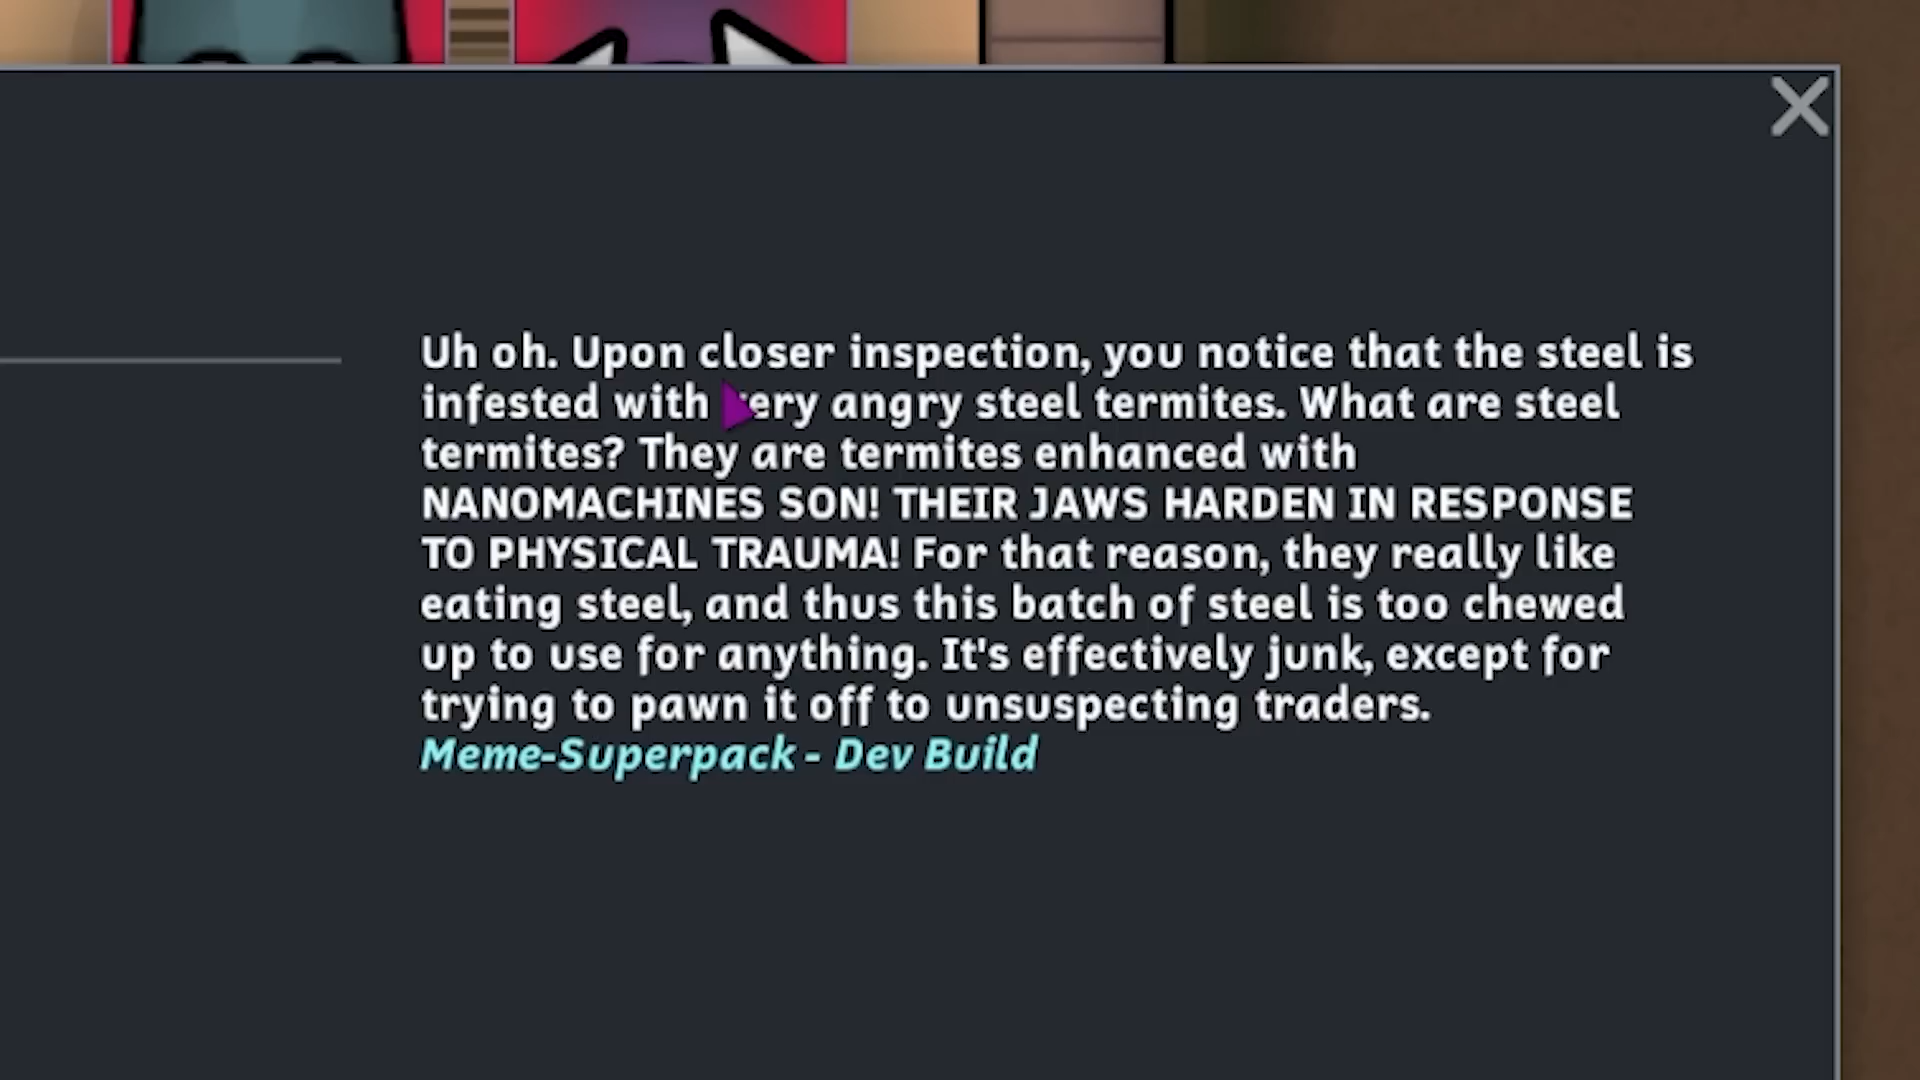 Uh oh. Upon closer inspection, you notice that the steel is
infested with very angry steel termites. What are steel
termites? They are termites enhanced with
NANOMACHINES SON! THEIR JAWS HARDEN IN RESPONSE
TO PHYSICAL TRAUMA! For that reason, they really like
eating steel, and thus this batch of steel is too chewed
up to use for anything. It's effectively junk, except for
trying to pawn it off to unsuspecting traders.
Meme-Superpack - Dev Build